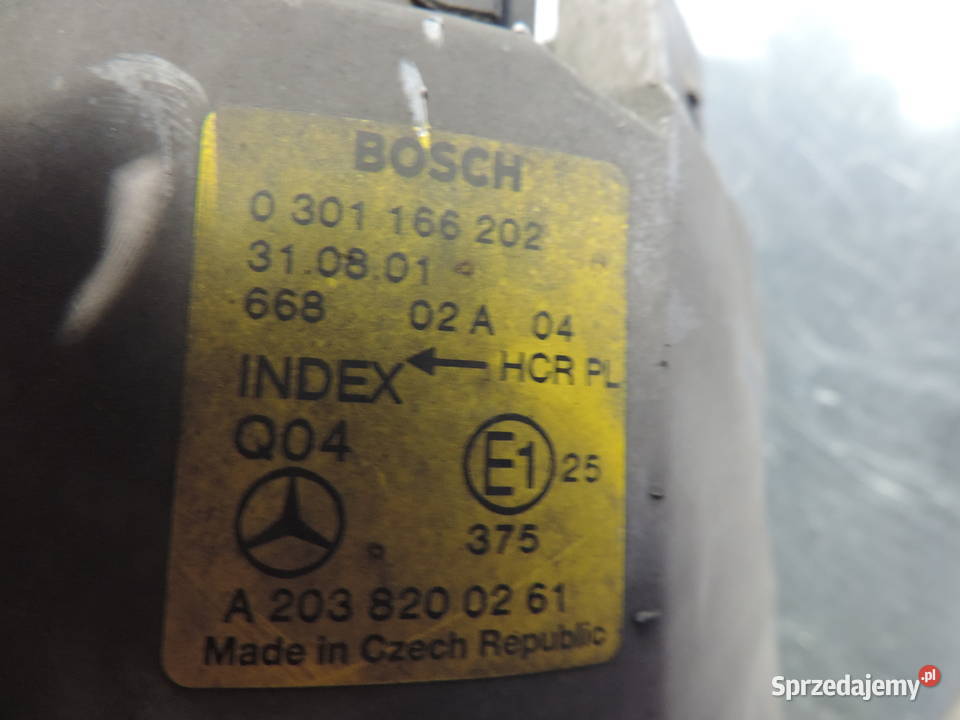 BOSCH
0 301 166 202
31.08.01
668 02 A 04
INDEX ← HCR PL
Q04
E1 25
375
A 203 820 02 61
Made in Czech Republic
Sprzedajemy.pl